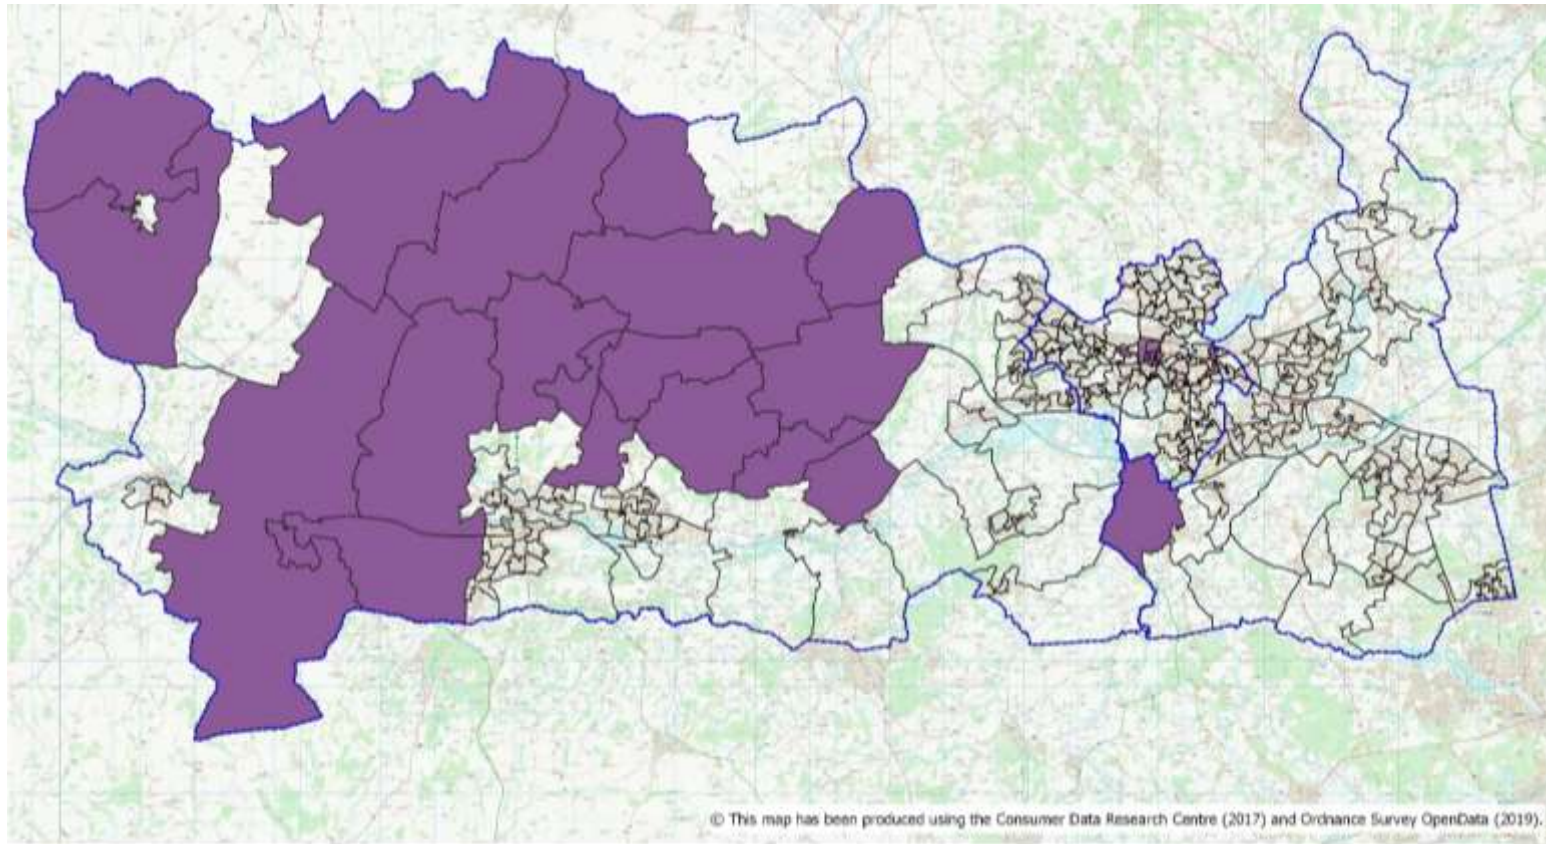 © This map has been produced using the Consumer Data Research Centre (2017) and Ordnance Survey OpenData (2019).